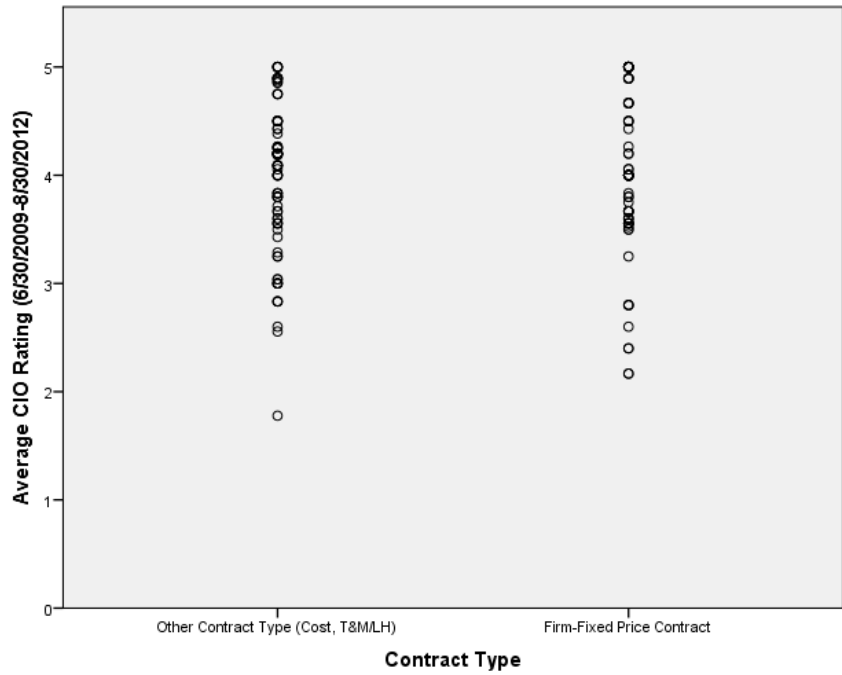 Average CIO Rating (6/30/2009-8/30/2012)
5
4
3
2
1
0
Other Contract Type (Cost, T&M/LH)
Firm-Fixed Price Contract
Contract Type